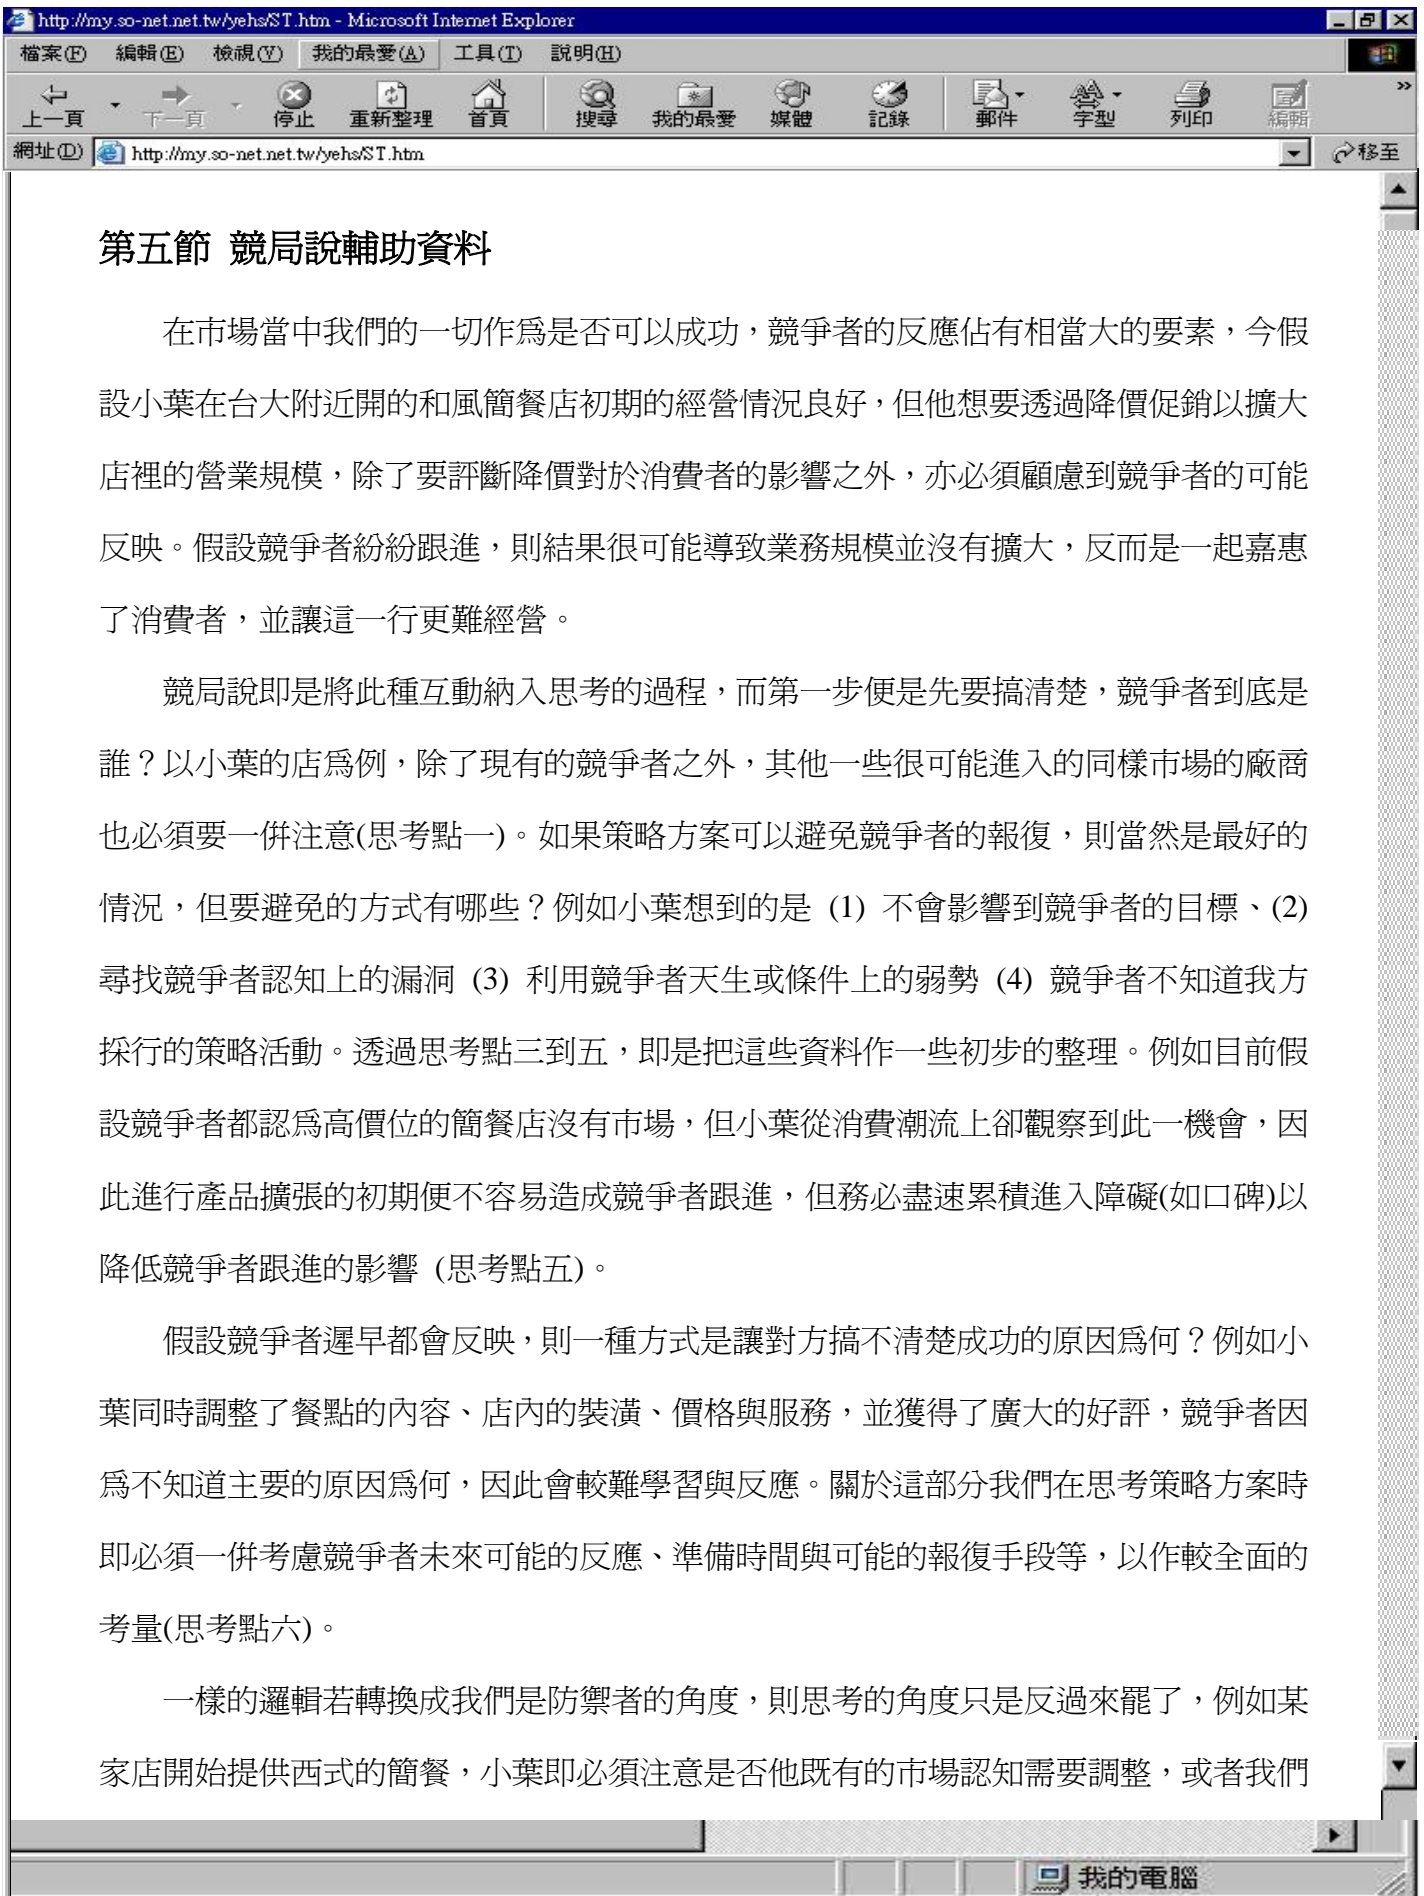 http://my.so-net.net.tw/yehs/ST.htm - Microsoft Internet Explorer
檔案(F) 編輯(E) 檢視(V) 我的最愛(A) 工具(T) 說明(H)
上一頁 下一頁 停止 重新整理 首頁 搜尋 我的最愛 媒體 記錄 郵件 字型 列印 編輯
網址(D) http://my.so-net.net.tw/yehs/ST.htm 移至
第五節 競局說輔助資料
在市場當中我們的一切作為是否可以成功，競爭者的反應佔有相當大的要素，今假
設小葉在台大附近開的和風簡餐店初期的經營情況良好，但他想要透過降價促銷以擴大
店裡的營業規模，除了要評斷降價對於消費者的影響之外，亦必須顧慮到競爭者的可能
反映。假設競爭者紛紛跟進，則結果很可能導致業務規模並沒有擴大，反而是一起嘉惠
了消費者，並讓這一行更難經營。
競局說即是將此種互動納入思考的過程，而第一步便是先要搞清楚，競爭者到底是
誰？以小葉的店為例，除了現有的競爭者之外，其他一些很可能進入的同樣市場的廠商
也必須要一併注意(思考點一)。如果策略方案可以避免競爭者的報復，則當然是最好的
情況，但要避免的方式有哪些？例如小葉想到的是 (1) 不會影響到競爭者的目標、(2)
尋找競爭者認知上的漏洞 (3) 利用競爭者天生或條件上的弱勢 (4) 競爭者不知道我方
採行的策略活動。透過思考點三到五，即是把這些資料作一些初步的整理。例如目前假
設競爭者都認為高價位的簡餐店沒有市場，但小葉從消費潮流上卻觀察到此一機會，因
此進行產品擴張的初期便不容易造成競爭者跟進，但務必盡速累積進入障礙(如口碑)以
降低競爭者跟進的影響 (思考點五)。
假設競爭者遲早都會反映，則一種方式是讓對方搞不清楚成功的原因為何？例如小
葉同時調整了餐點的內容、店內的裝潢、價格與服務，並獲得了廣大的好評，競爭者因
為不知道主要的原因為何，因此會較難學習與反應。關於這部分我們在思考策略方案時
即必須一併考慮競爭者未來可能的反應、準備時間與可能的報復手段等，以作較全面的
考量(思考點六)。
一樣的邏輯若轉換成我們是防禦者的角度，則思考的角度只是反過來罷了，例如某
家店開始提供西式的簡餐，小葉即必須注意是否他既有的市場認知需要調整，或者我們
我的電腦